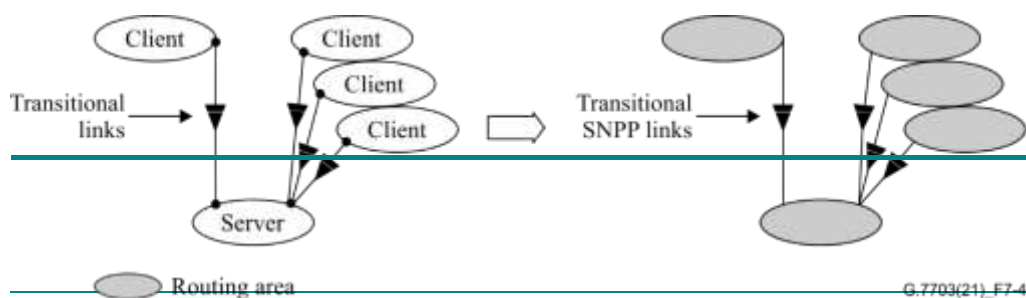 Client
Client
Client
Client
Transitional
links
Server
Transitional
SNPP links
Routing area
G.7703(21)_F7-4